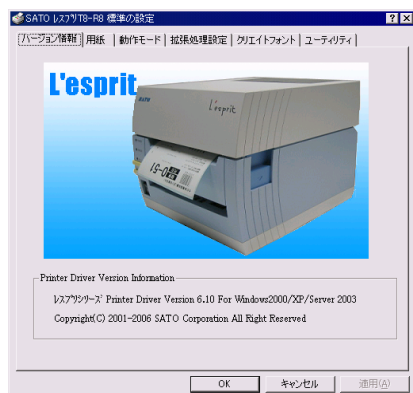 SATO レスプリT8-R8 標準の設定
バージョン情報 用紙 動作モード 拡張処理設定 クリエイトフォント ユーティリティ
L'esprit
SATO
L'esprit
Printer Driver Version Information
レスプリシリーズ Printer Driver Version 6.10 For Windows2000/XP/Server 2003
Copyright(C) 2001-2006 SATO Corporation All Right Reserved
OK キャンセル 適用(A)